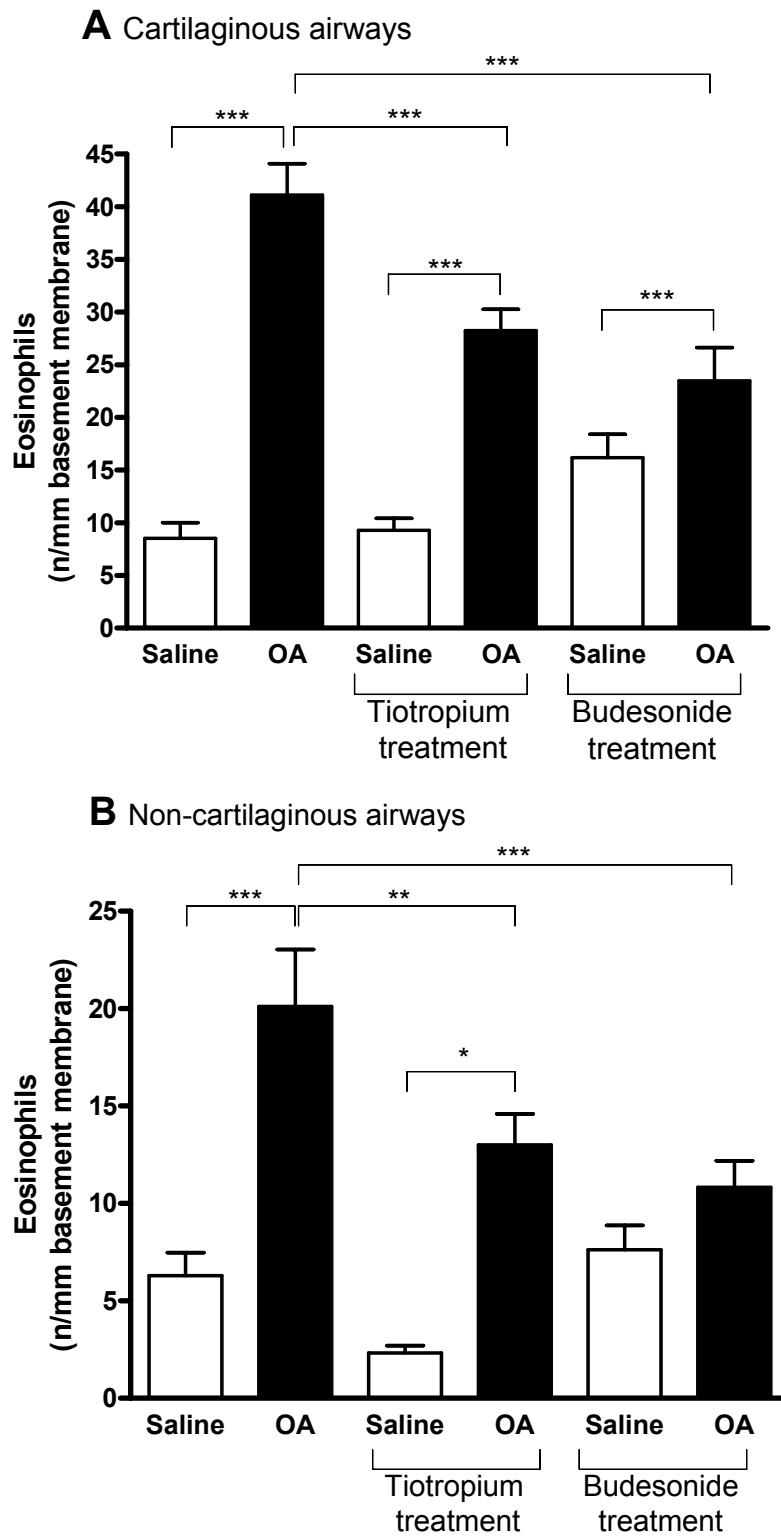 A Cartilaginous airways
***
*** ***
45
40
35
30
25
20
15
10
5
0
Eosinophils
(n/mm basement membrane)
*** ***
Saline OA Saline OA Saline OA
Tiotropium Budesonide
treatment treatment
B Non-cartilaginous airways
***
*** **
25
20
15
10
5
0
Eosinophils
(n/mm basement membrane)
*
Saline OA Saline OA Saline OA
Tiotropium Budesonide
treatment treatment